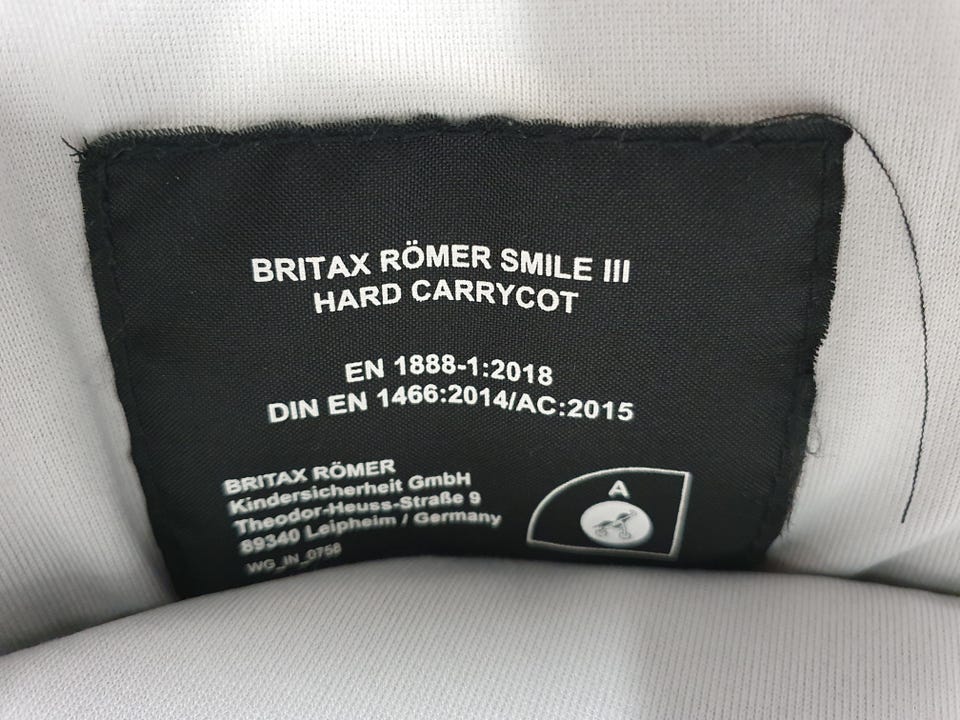 BRITAX RÖMER SMILE III
HARD CARRYCOT
EN 1888-1:2018
DIN EN 1466:2014/AC:2015
BRITAX RÖMER
Kindersicherheit GmbH
Theodor-Heuss-Straße 9
89340 Leipheim / Germany
WG_IN_0758
A